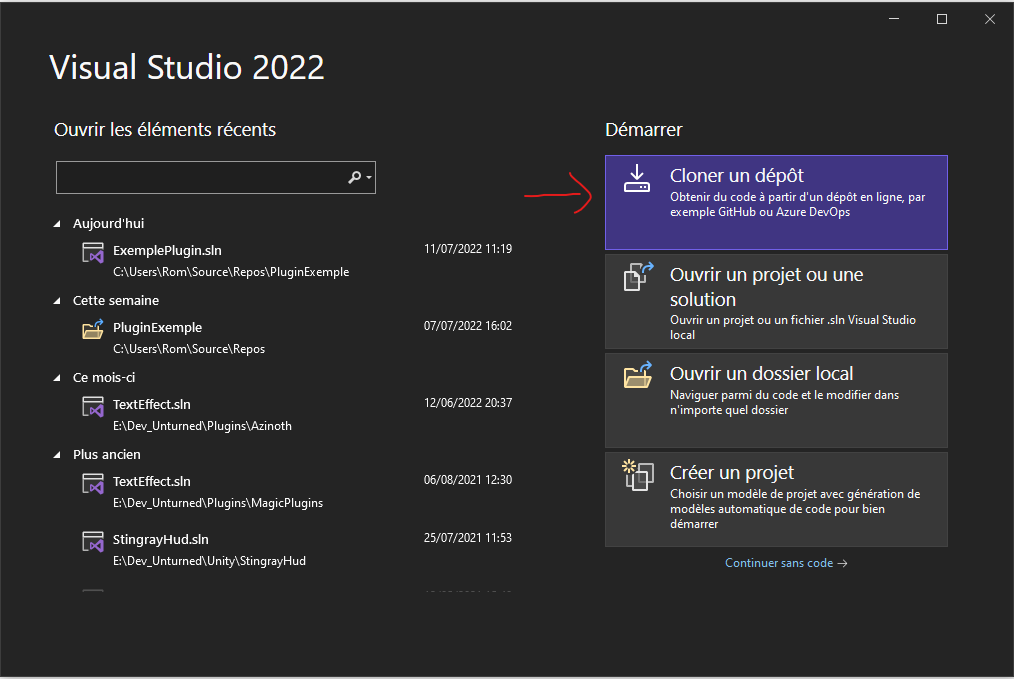 Visual Studio 2022
Ouvrir les éléments récents
Aujourd'hui
ExemplePlugin.sln 11/07/2022 11:19
C:\Users\Rom\Source\Repos\PluginExemple
Cette semaine
PluginExemple 07/07/2022 16:02
C:\Users\Rom\Source\Repos
Ce mois-ci
TextEffect.sln 12/06/2022 20:37
E:\Dev_Unturned\Plugins\Azinoth
Plus ancien
TextEffect.sln 06/08/2021 12:30
E:\Dev_Unturned\Plugins\MagicPlugins
StingrayHud.sln 25/07/2021 11:53
E:\Dev_Unturned\Unity\StingrayHud
Démarrer
Cloner un dépôt
Obtenir du code à partir d'un dépôt en ligne, par
exemple GitHub ou Azure DevOps
Ouvrir un projet ou une
solution
Ouvrir un projet ou un fichier .sln Visual Studio
local
Ouvrir un dossier local
Naviguer parmi du code et le modifier dans
n'importe quel dossier
Créer un projet
Choisir un modèle de projet avec génération de
modèles automatique de code pour bien
démarrer
Continuer sans code →